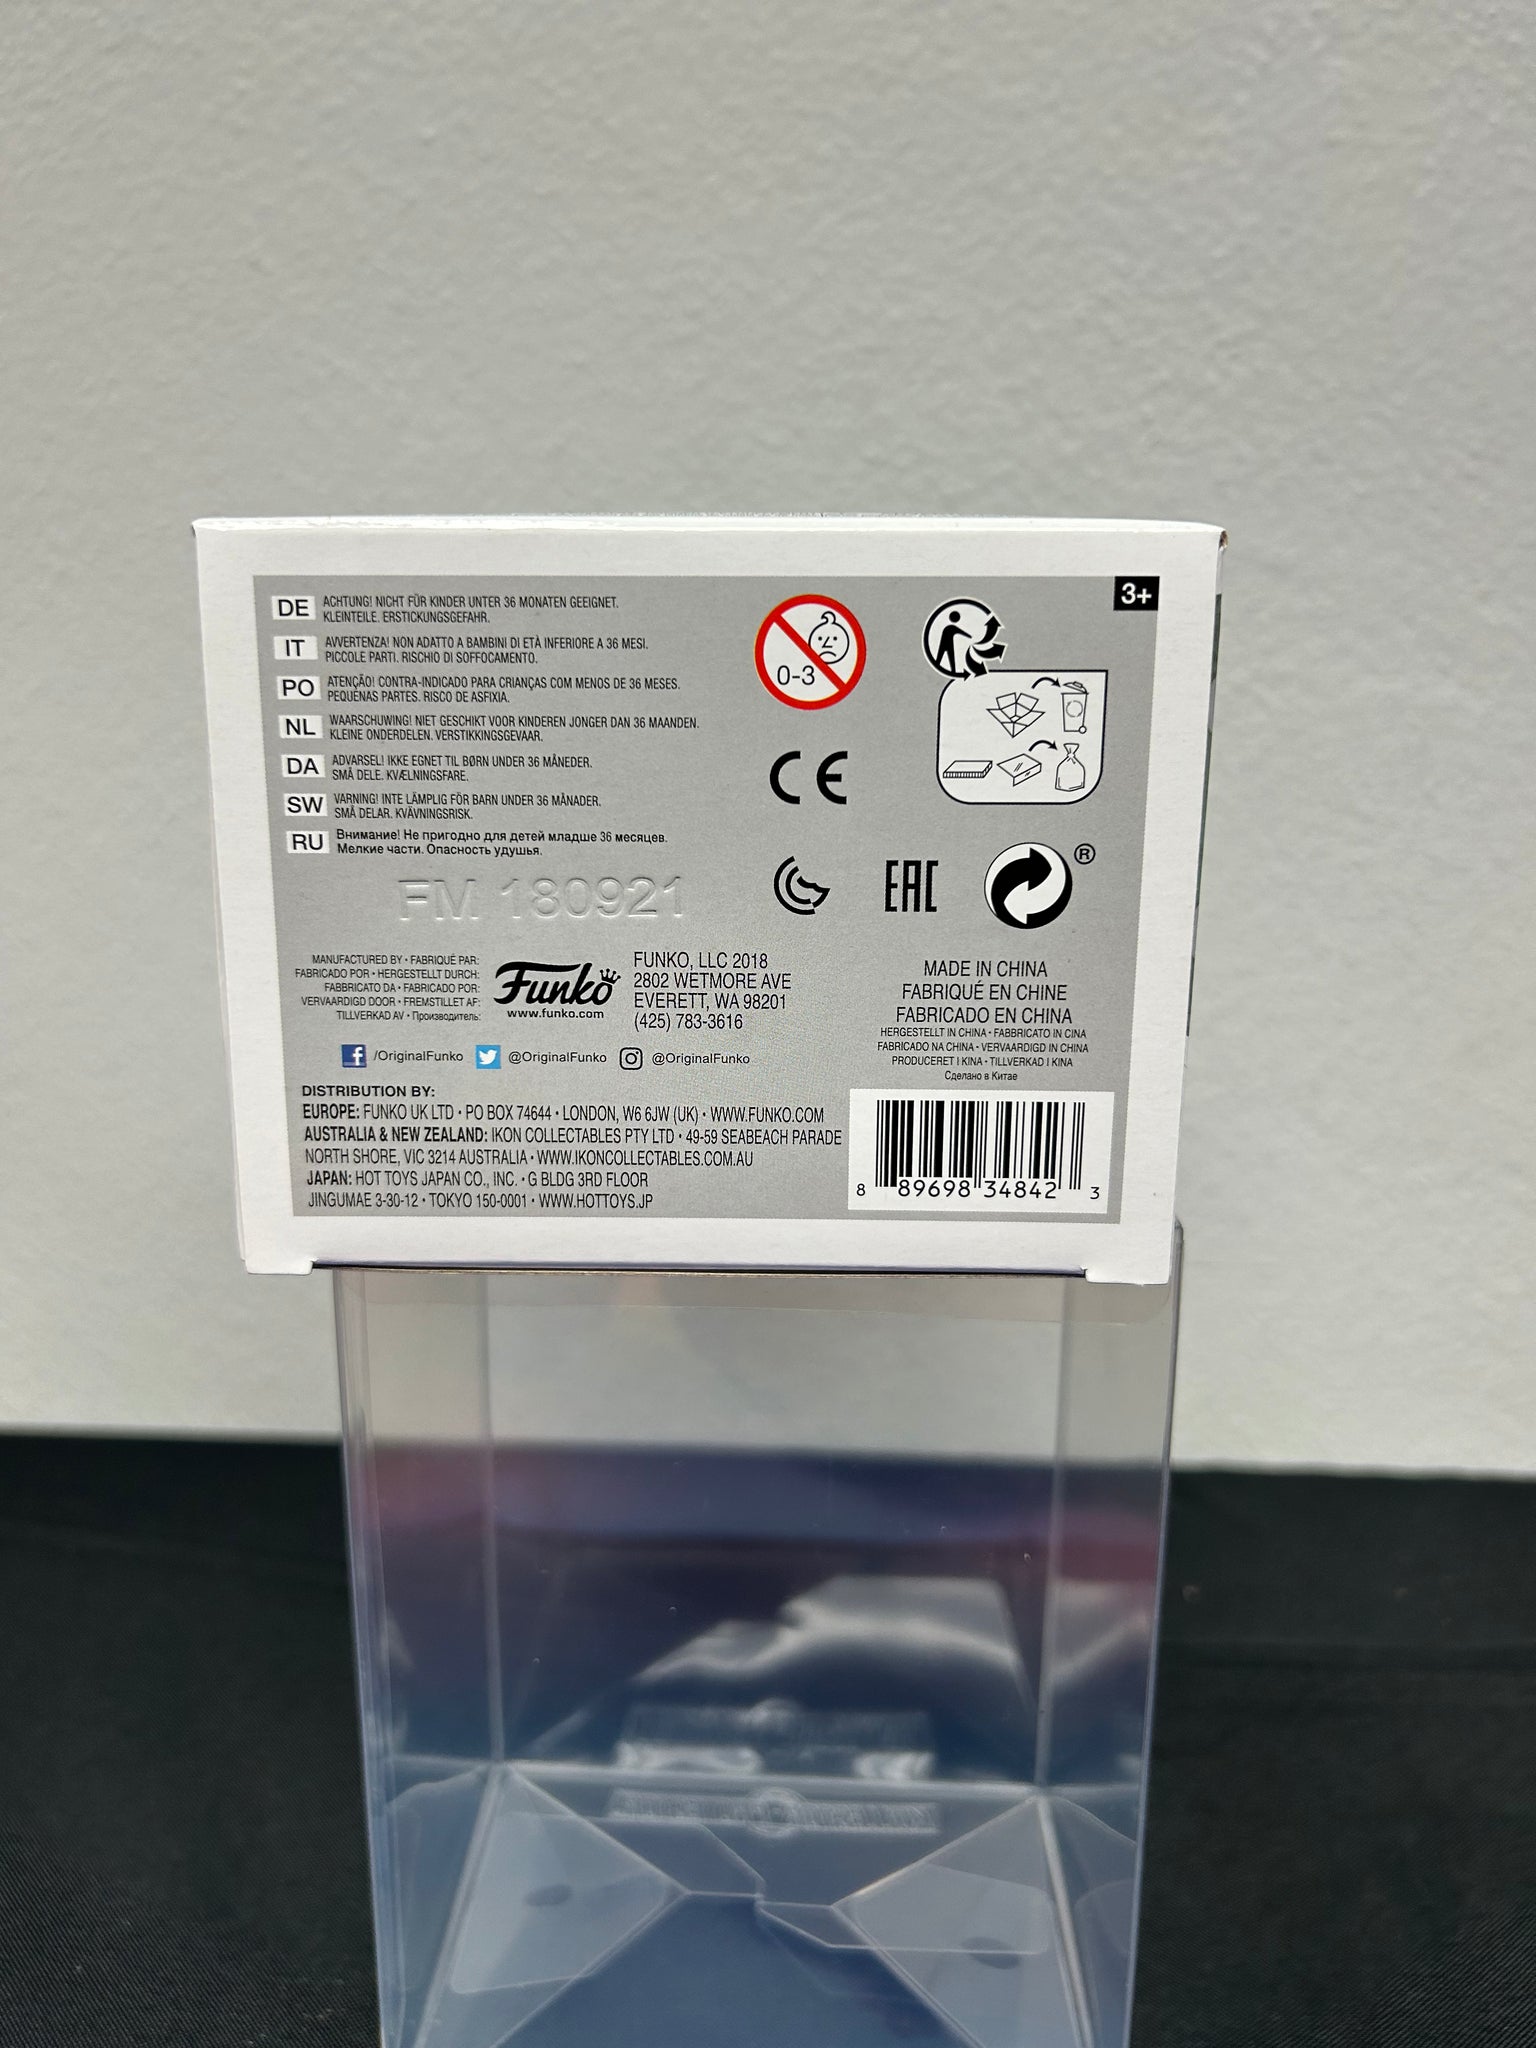 3+
DE ACHTUNG! NICHT FÜR KINDER UNTER 36 MONATEN GEEIGNET.
KLEINTEILE. ERSTICKUNGSGEFAHR.
IT AVVERTENZA! NON ADATTO A BAMBINI DI ETÀ INFERIORE A 36 MESI.
PICCOLE PARTI. RISCHIO DI SOFFOCAMENTO.
PO ATENÇÃO! CONTRA-INDICADO PARA CRIANÇAS COM MENOS DE 36 MESES.
PEQUENAS PARTES. RISCO DE ASFIXIA.
NL WAARSCHUWING! NIET GESCHIKT VOOR KINDEREN JONGER DAN 36 MAANDEN.
KLEINE ONDERDELEN. VERSTIKKINGSGEVAAR.
DA ADVARSEL! IKKE EGNET TIL BØRN UNDER 36 MÅNEDER.
SMÅ DELE. KVÆLNINGSFARE.
SW VARNING! INTE LÄMPLIG FÖR BARN UNDER 36 MÅNADER.
SMÅ DELAR. KVÄVNINGSRISK.
RU Внимание! Не пригодно для детей младше 36 месяцев.
Мелкие части. Опасность удушья.
0-3
CE
EAC
®
FM 180921
MANUFACTURED BY • FABRIQUÉ PAR:
FABRICADO POR • HERGESTELLT DURCH:
FABBRICATO DA • FABRICADO POR:
VERVAARDIGD DOOR • FREMSTILLET AF:
TILLVERKAD AV • Производитель:
Funko
www.funko.com
FUNKO, LLC 2018
2802 WETMORE AVE
EVERETT, WA 98201
(425) 783-3616
f /OriginalFunko @OriginalFunko @OriginalFunko
MADE IN CHINA
FABRIQUÉ EN CHINE
FABRICADO EN CHINA
HERGESTELLT IN CHINA • FABBRICATO IN CINA
FABRICADO NA CHINA • VERVAARDIGD IN CHINA
PRODUCERET I KINA • TILLVERKAD I KINA
Сделано в Китае
DISTRIBUTION BY:
EUROPE: FUNKO UK LTD • PO BOX 74644 • LONDON, W6 6JW (UK) • WWW.FUNKO.COM
AUSTRALIA & NEW ZEALAND: IKON COLLECTABLES PTY LTD • 49-59 SEABEACH PARADE
NORTH SHORE, VIC 3214 AUSTRALIA • WWW.IKONCOLLECTABLES.COM.AU
JAPAN: HOT TOYS JAPAN CO., INC. • G BLDG 3RD FLOOR
JINGUMAE 3-30-12 • TOKYO 150-0001 • WWW.HOTTOYS.JP
8 89698 34842 3